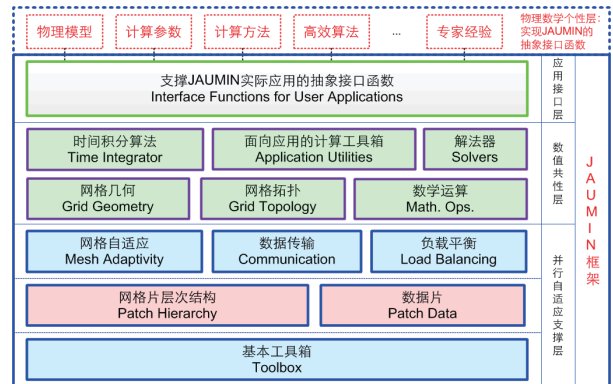 物理模型
计算参数
计算方法
高效算法
...
专家经验
物理数学个性层:
实现JAUMIN的
抽象接口函数
支撑JAUMIN实际应用的抽象接口函数
Interface Functions for User Applications
应用接口层
时间积分算法
Time Integrator
面向应用的计算工具箱
Application Utilities
解法器
Solvers
网格几何
Grid Geometry
网格拓扑
Grid Topology
数学运算
Math. Ops.
数值共性层
网格自适应
Mesh Adaptivity
数据传输
Communication
负载平衡
Load Balancing
网格片层次结构
Patch Hierarchy
数据片
Patch Data
基本工具箱
Toolbox
并行自适应支撑层
JAUMIN框架